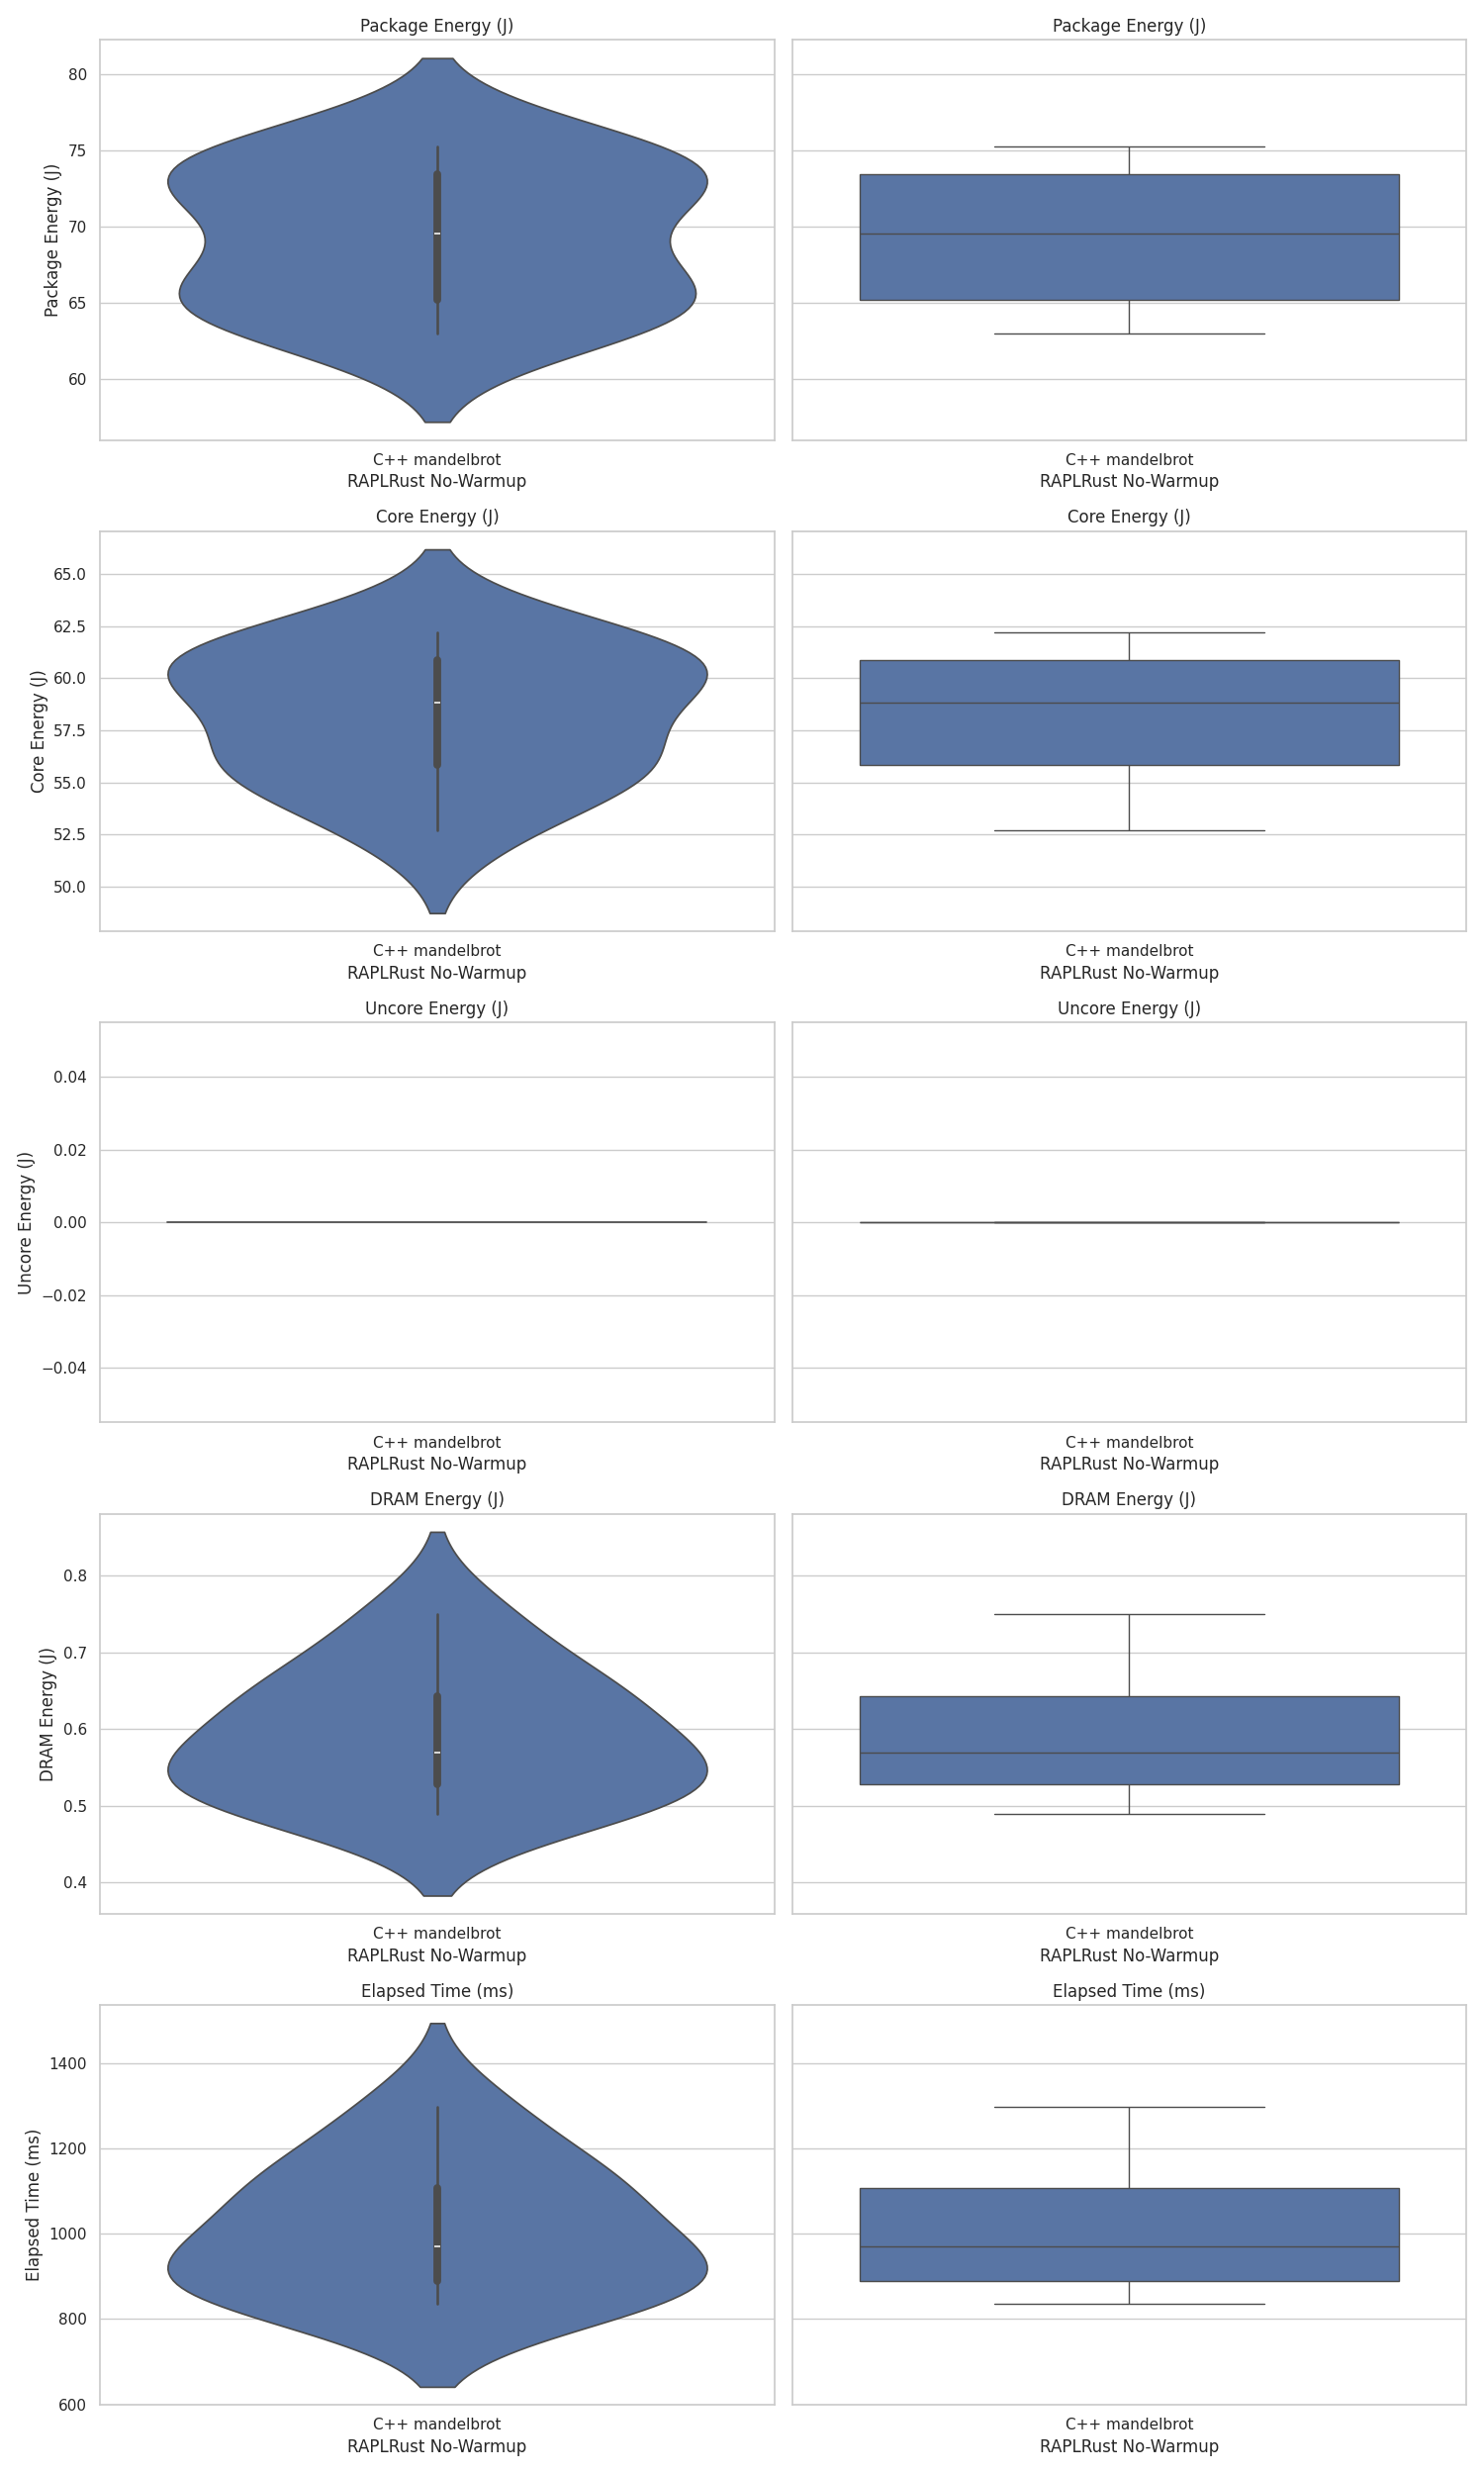 Package Energy (J)
Package Energy (J)
80
75
70
65
60
Package Energy (J)
C++ mandelbrot
RAPLRust No-Warmup
C++ mandelbrot
RAPLRust No-Warmup
Core Energy (J)
Core Energy (J)
65.0
62.5
60.0
57.5
55.0
52.5
50.0
Core Energy (J)
C++ mandelbrot
RAPLRust No-Warmup
C++ mandelbrot
RAPLRust No-Warmup
Uncore Energy (J)
Uncore Energy (J)
0.04
0.02
0.00
−0.02
−0.04
Uncore Energy (J)
C++ mandelbrot
RAPLRust No-Warmup
C++ mandelbrot
RAPLRust No-Warmup
DRAM Energy (J)
DRAM Energy (J)
0.8
0.7
0.6
0.5
0.4
DRAM Energy (J)
C++ mandelbrot
RAPLRust No-Warmup
C++ mandelbrot
RAPLRust No-Warmup
Elapsed Time (ms)
Elapsed Time (ms)
1400
1200
1000
800
600
Elapsed Time (ms)
C++ mandelbrot
RAPLRust No-Warmup
C++ mandelbrot
RAPLRust No-Warmup